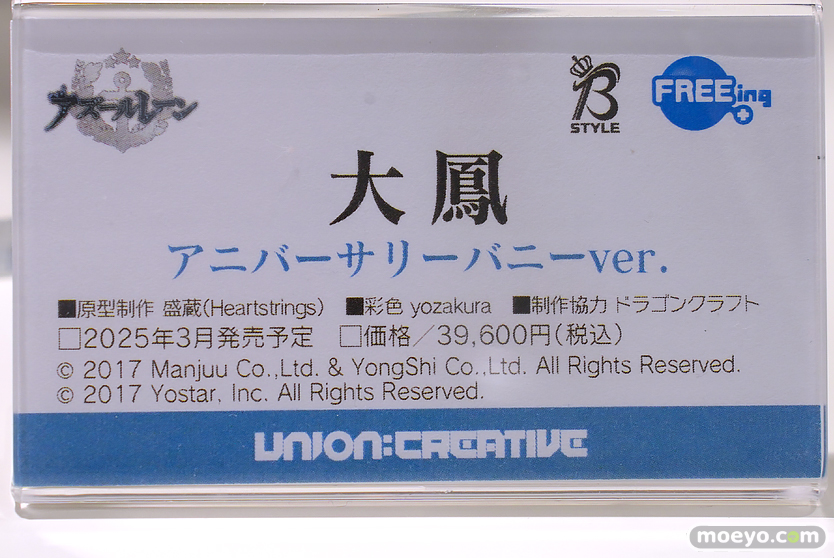 アズールレーン
B
STYLE
FREEing
大鳳
アニバーサリーバニーver.
■原型制作 盛蔵(Heartstrings) ■彩色 yozakura ■制作協力 ドラゴンクラフト
□2025年3月発売予定 □価格／39,600円(税込)
© 2017 Manjuu Co.,Ltd. & YongShi Co.,Ltd. All Rights Reserved.
© 2017 Yostar, Inc. All Rights Reserved.
UNION:CREATIVE
moeyo.com